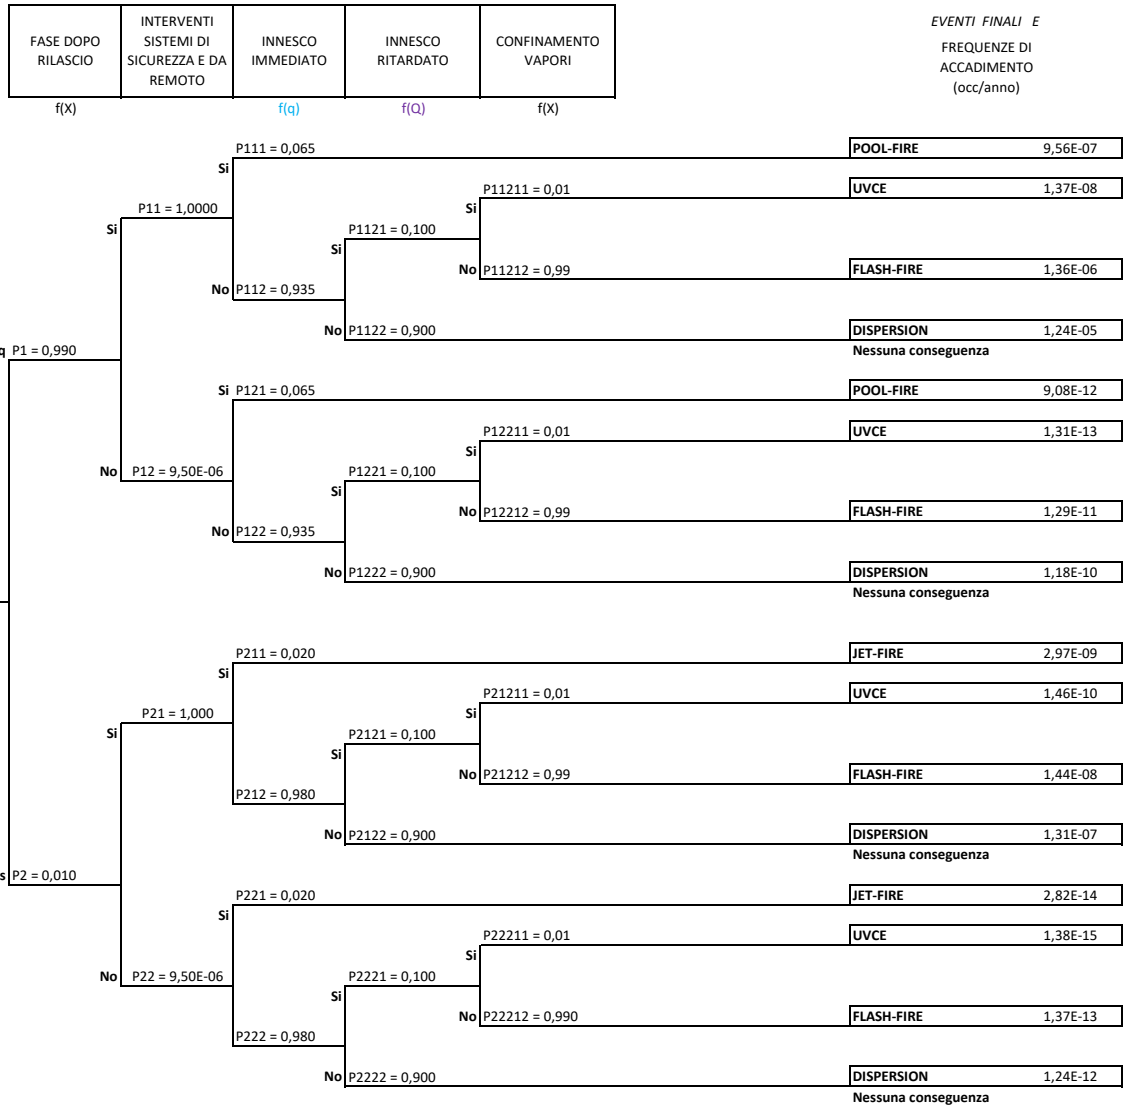 FASE DOPO
RILASCIO
INTERVENTI
SISTEMI DI
SICUREZZA E DA
REMOTO
INNESCO
IMMEDIATO
INNESCO
RITARDATO
CONFINAMENTO
VAPORI
EVENTI FINALI E
FREQUENZE DI
ACCADIMENTO
(occ/anno)
f(X)
f(q)
f(Q)
f(X)
P111 = 0,065
POOL-FIRE 9,56E-07
Si
P11211 = 0,01
UVCE 1,37E-08
P11 = 1,0000
Si
Si
P1121 = 0,100
Si
No P11212 = 0,99
FLASH-FIRE 1,36E-06
No P112 = 0,935
No P1122 = 0,900
DISPERSION 1,24E-05
q P1 = 0,990
Nessuna conseguenza
Si P121 = 0,065
POOL-FIRE 9,08E-12
P12211 = 0,01
UVCE 1,31E-13
Si
No P12 = 9,50E-06
P1221 = 0,100
Si
No P12212 = 0,99
FLASH-FIRE 1,29E-11
No P122 = 0,935
No P1222 = 0,900
DISPERSION 1,18E-10
Nessuna conseguenza
P211 = 0,020
JET-FIRE 2,97E-09
Si
P21211 = 0,01
UVCE 1,46E-10
P21 = 1,000
Si
Si
P2121 = 0,100
Si
No P21212 = 0,99
FLASH-FIRE 1,44E-08
P212 = 0,980
No P2122 = 0,900
DISPERSION 1,31E-07
Nessuna conseguenza
s P2 = 0,010
P221 = 0,020
JET-FIRE 2,82E-14
Si
P22211 = 0,01
UVCE 1,38E-15
Si
No P22 = 9,50E-06
P2221 = 0,100
Si
No P22212 = 0,990
FLASH-FIRE 1,37E-13
P222 = 0,980
No P2222 = 0,900
DISPERSION 1,24E-12
Nessuna conseguenza